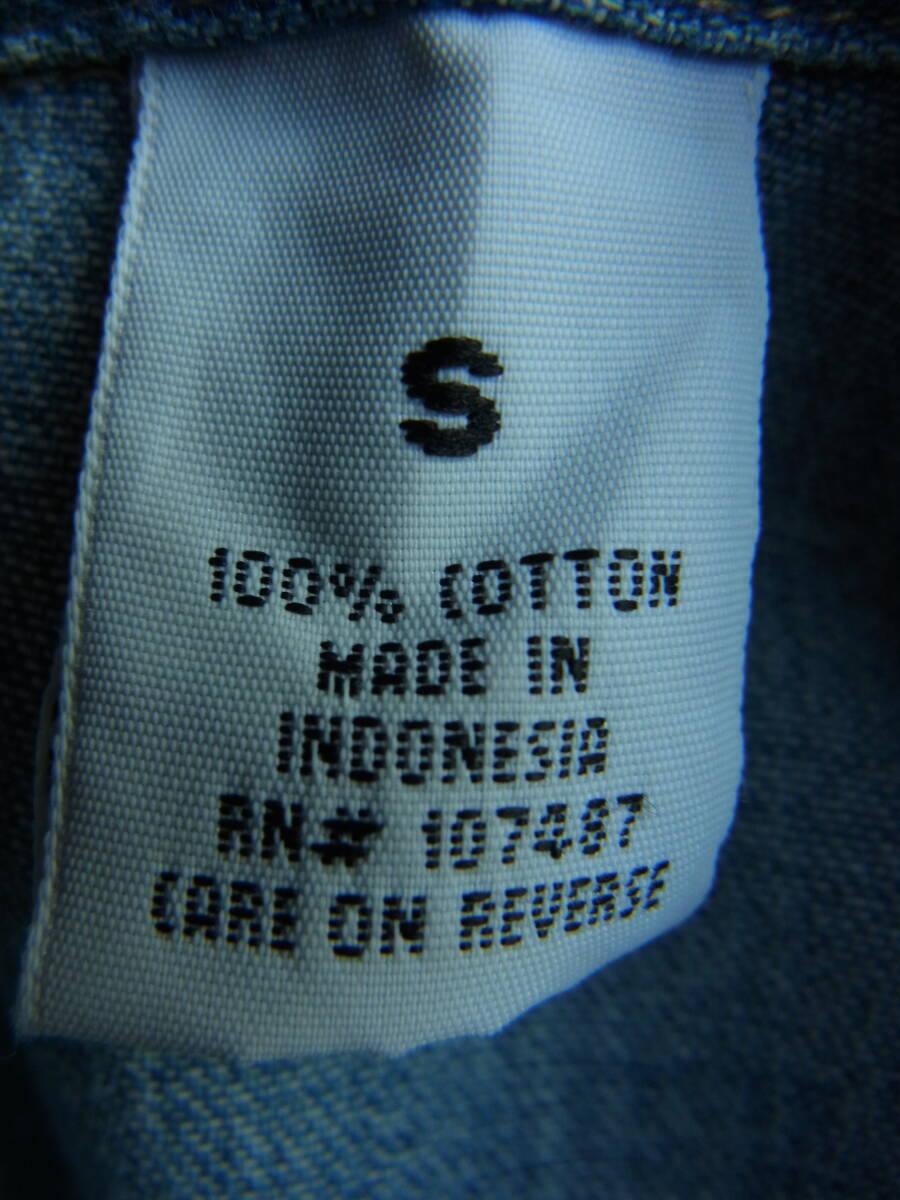 S
100% COTTON
MADE IN
INDONESIA
RN# 107487
CARE ON REVERSE